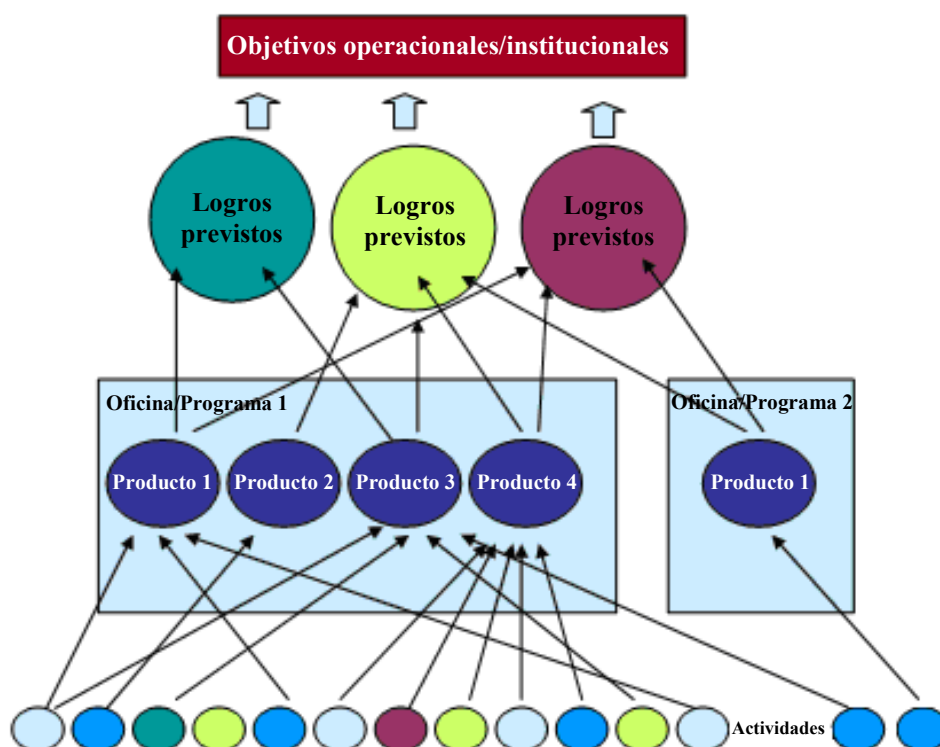 Objetivos operacionales/institucionales
Logros
previstos
Logros
previstos
Logros
previstos
Oficina/Programa 1
Oficina/Programa 2
Producto 1
Producto 2
Producto 3
Producto 4
Producto 1
Actividades